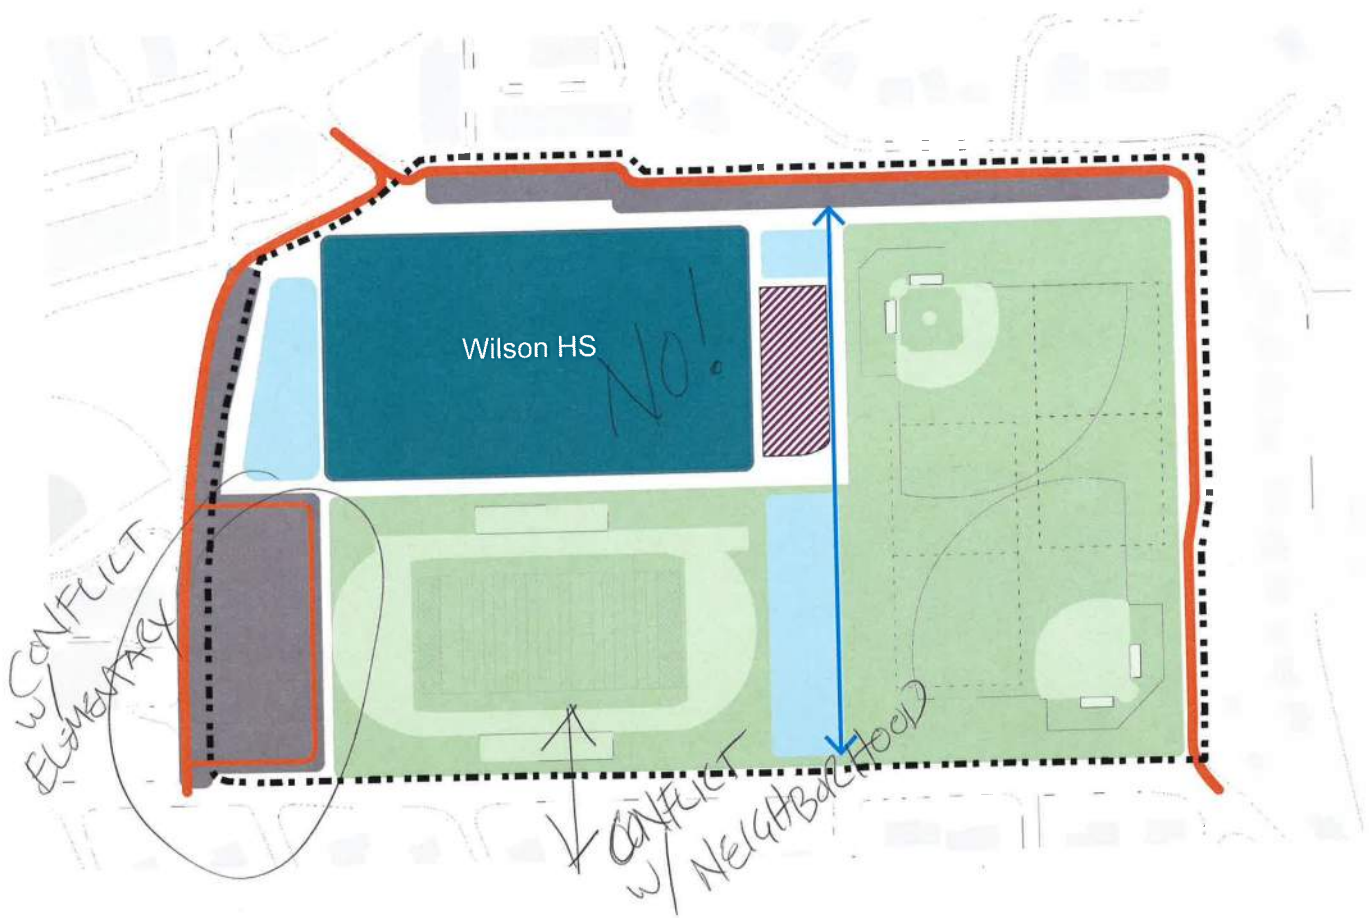 Wilson HS
NO!
CONFLICT
W/
ELEMENTARY
CONFLICT
W/ NEIGHBORHOOD